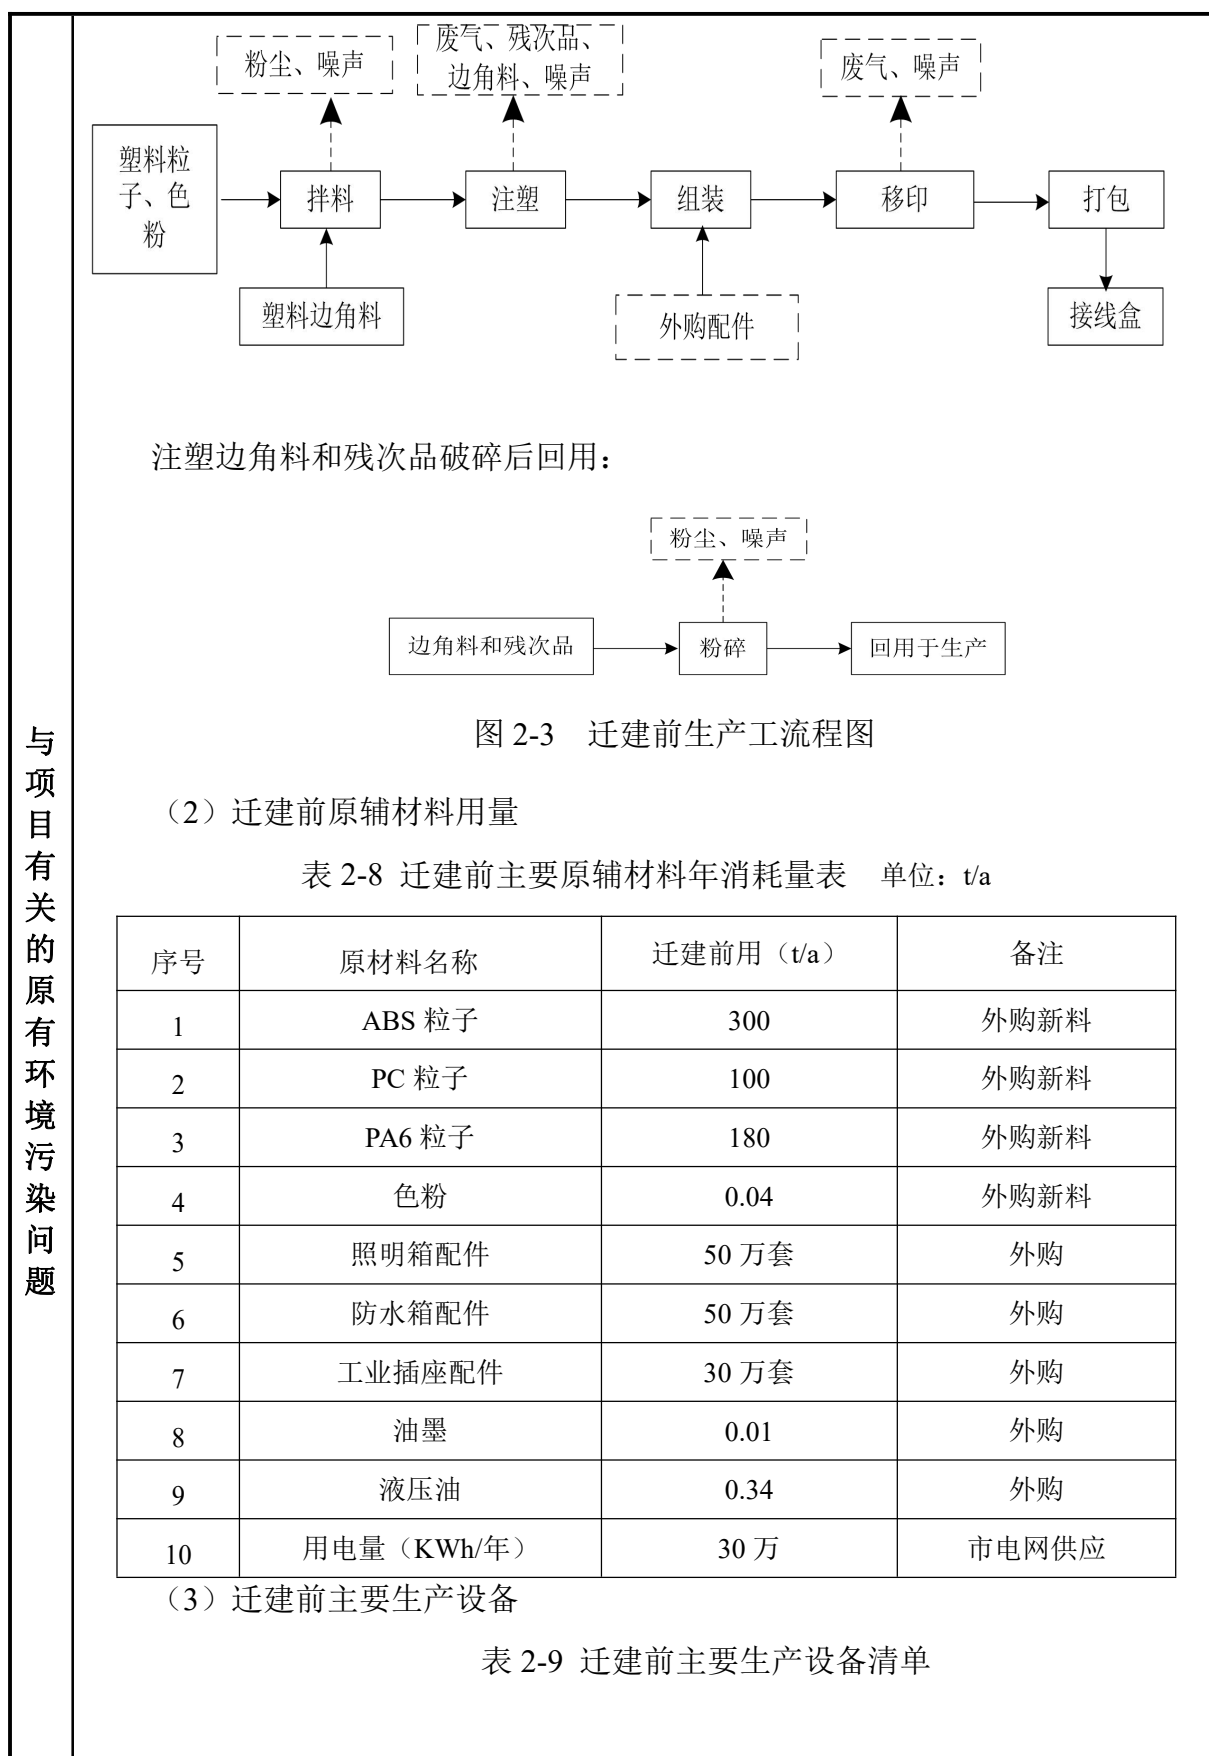 粉尘、噪声
废气、残次品、
边角料、噪声
废气、噪声
塑料粒
子、色
粉
拌料
注塑
组装
移印
打包
塑料边角料
外购配件
接线盒
注塑边角料和残次品破碎后回用：
粉尘、噪声
边角料和残次品
粉碎
回用于生产
图 2-3 迁建前生产工流程图
与项目有关的原有环境污染问题
（2）迁建前原辅材料用量
表 2-8 迁建前主要原辅材料年消耗量表 单位：t/a
序号 原材料名称 迁建前用（t/a） 备注
1 ABS 粒子 300 外购新料
2 PC 粒子 100 外购新料
3 PA6 粒子 180 外购新料
4 色粉 0.04 外购新料
5 照明箱配件 50 万套 外购
6 防水箱配件 50 万套 外购
7 工业插座配件 30 万套 外购
8 油墨 0.01 外购
9 液压油 0.34 外购
10 用电量（KWh/年） 30 万 市电网供应
（3）迁建前主要生产设备
表 2-9 迁建前主要生产设备清单